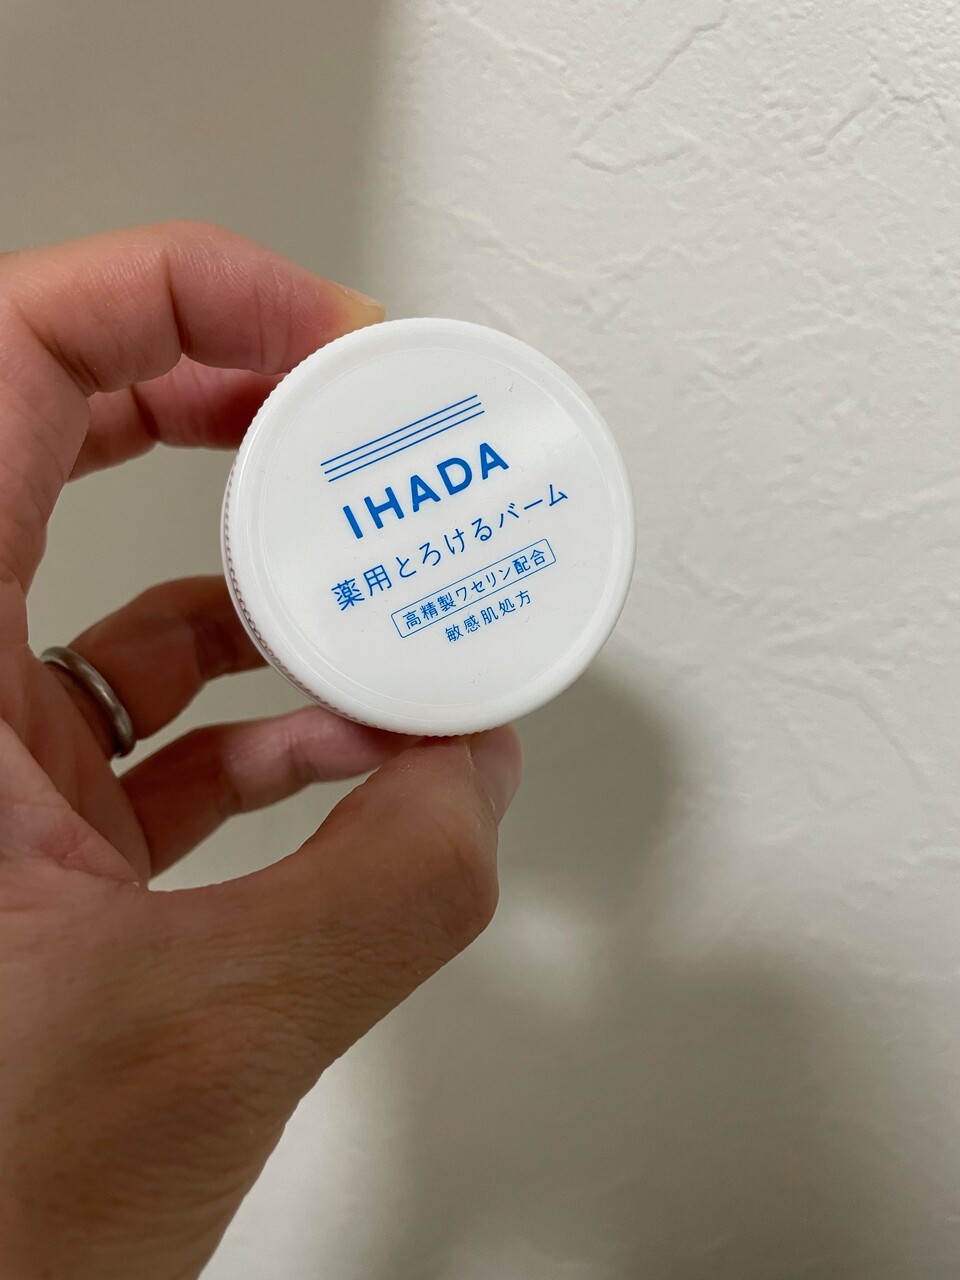 IHADA
薬用とろけるバーム
高精製ワセリン配合
敏感肌処方